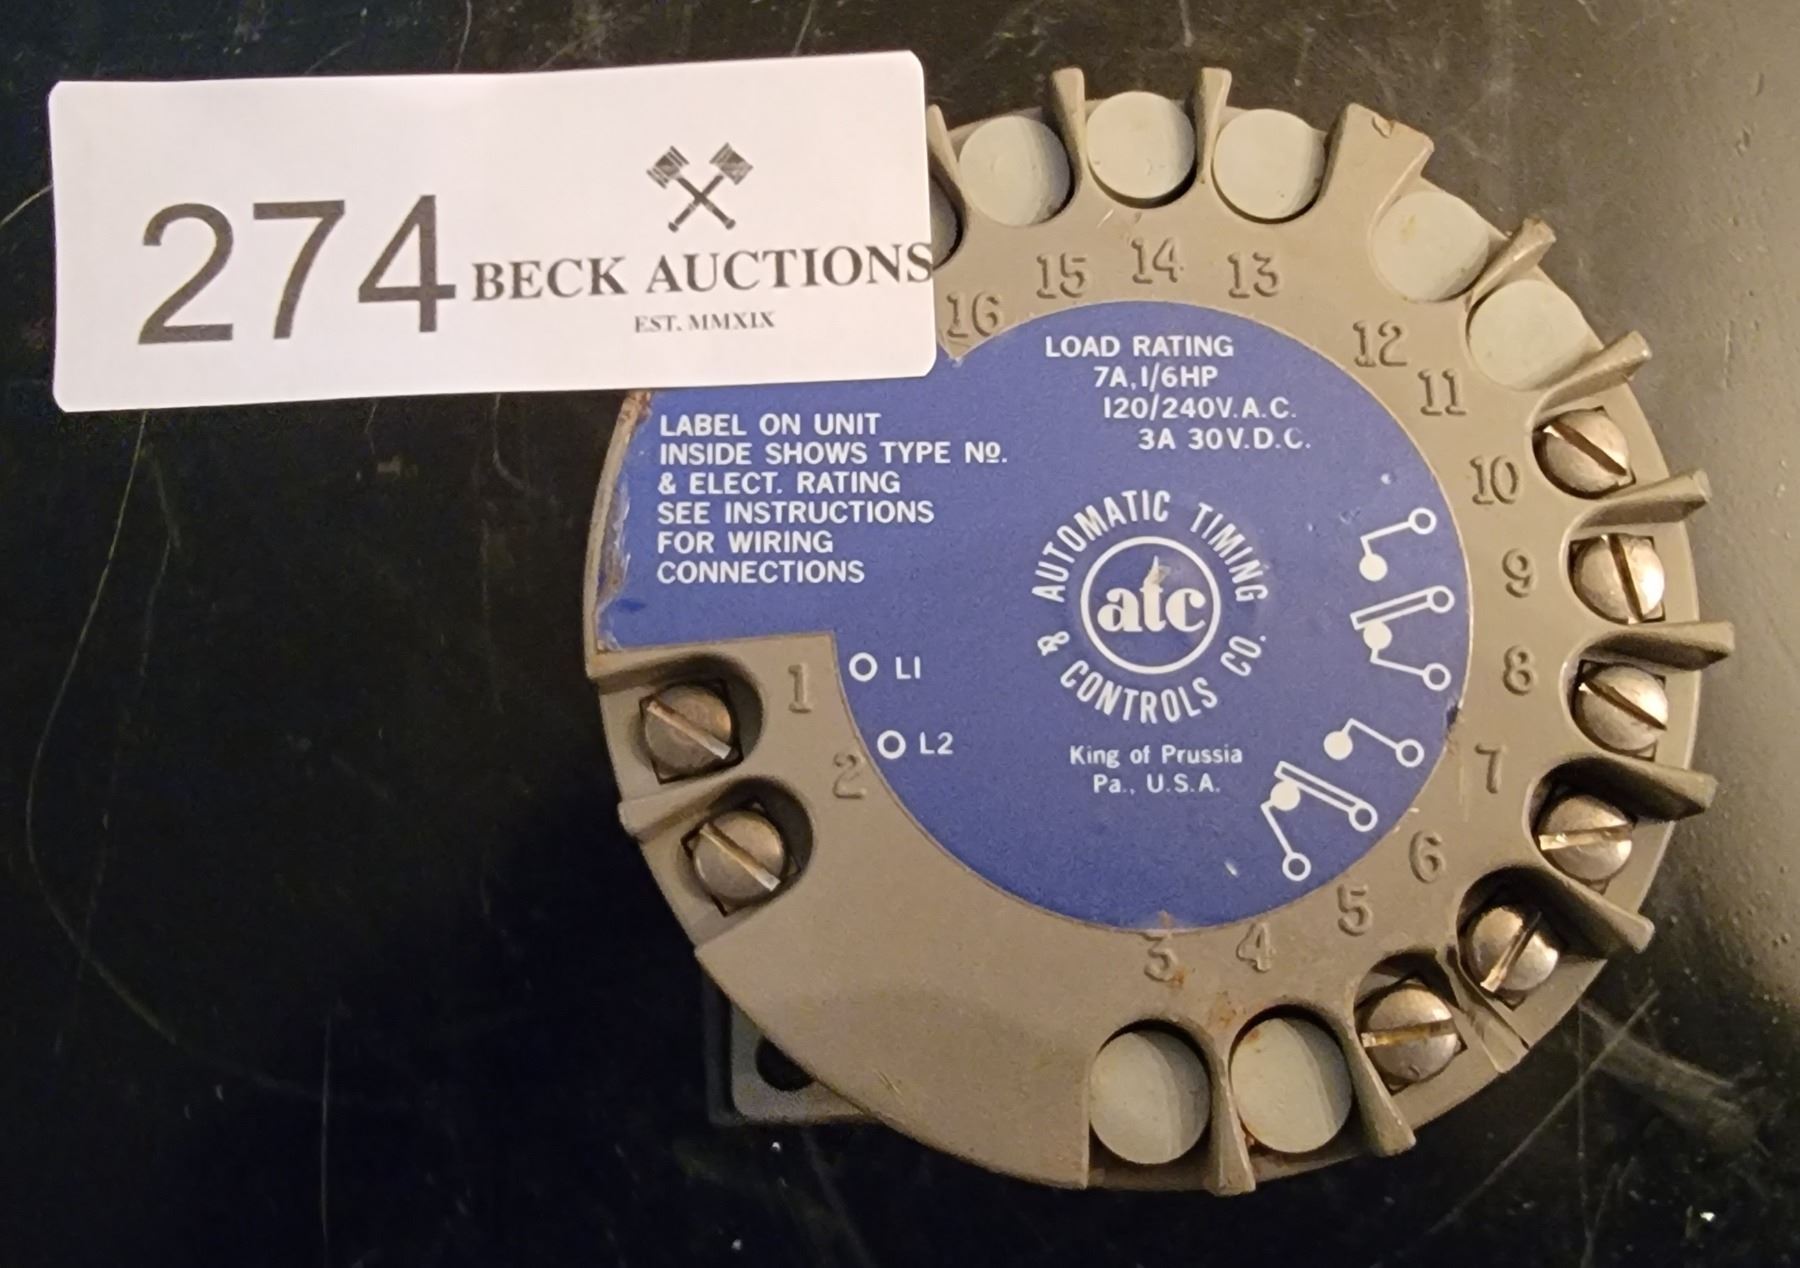 274
BECK AUCTIONS
EST. MMXIX
LOAD RATING
7A, 1/6HP
120/240V.A.C.
3A 30V.D.C.
LABEL ON UNIT
INSIDE SHOWS TYPE Nº.
& ELECT. RATING
SEE INSTRUCTIONS
FOR WIRING
CONNECTIONS
AUTOMATIC TIMING
& CONTROLS CO.
atc
King of Prussia
Pa., U.S.A.
L1
L2
1
2
3
4
5
6
7
8
9
10
11
12
13
14
15
16